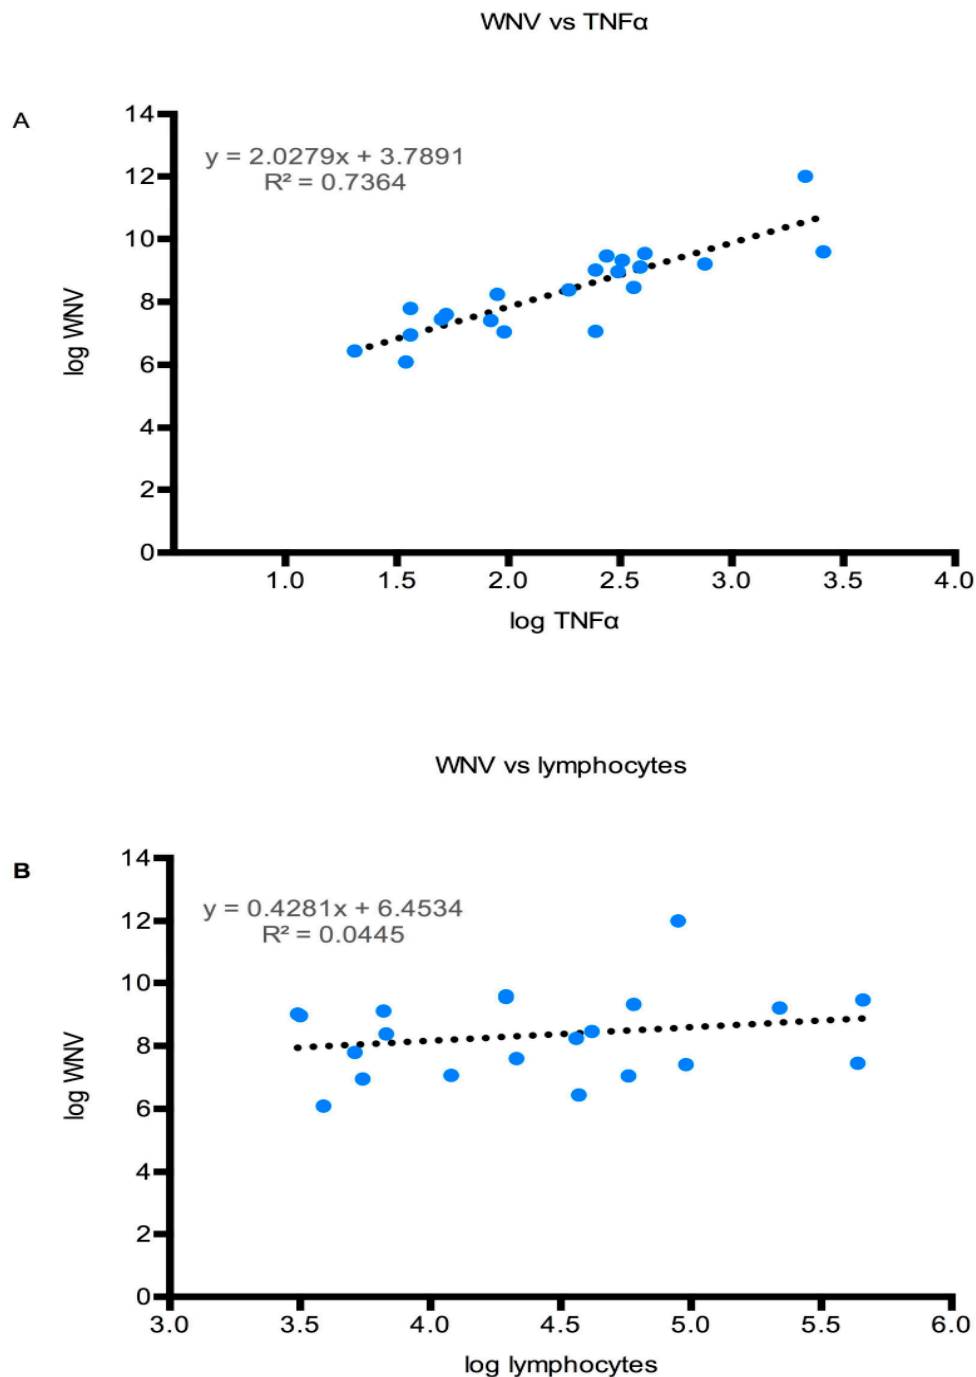 WNV vs TNFα
A
y = 2.0279x + 3.7891
R² = 0.7364
14
12
10
8
6
4
2
0
log WNV
1.0 1.5 2.0 2.5 3.0 3.5 4.0
log TNFα
WNV vs lymphocytes
B
y = 0.4281x + 6.4534
R² = 0.0445
14
12
10
8
6
4
2
0
log WNV
3.0 3.5 4.0 4.5 5.0 5.5 6.0
log lymphocytes